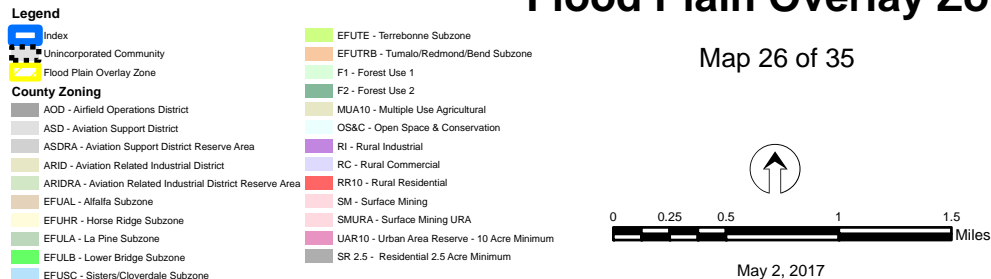 Flood Plain Overlay Zo
Legend
Index
Unincorporated Community
Flood Plain Overlay Zone
County Zoning
AOD - Airfield Operations District
ASD - Aviation Support District
ASDRA - Aviation Support District Reserve Area
ARID - Aviation Related Industrial District
ARIDRA - Aviation Related Industrial District Reserve Area
EFUAL - Alfalfa Subzone
EFUHR - Horse Ridge Subzone
EFULA - La Pine Subzone
EFULB - Lower Bridge Subzone
EFUSC - Sisters/Cloverdale Subzone
EFUTE - Terrebonne Subzone
EFUTRB - Tumalo/Redmond/Bend Subzone
F1 - Forest Use 1
F2 - Forest Use 2
MUA10 - Multiple Use Agricultural
OS&C - Open Space & Conservation
RI - Rural Industrial
RC - Rural Commercial
RR10 - Rural Residential
SM - Surface Mining
SMURA - Surface Mining URA
UAR10 - Urban Area Reserve - 10 Acre Minimum
SR 2.5 - Residential 2.5 Acre Minimum
Map 26 of 35
0 0.25 0.5 1 1.5
Miles
May 2, 2017